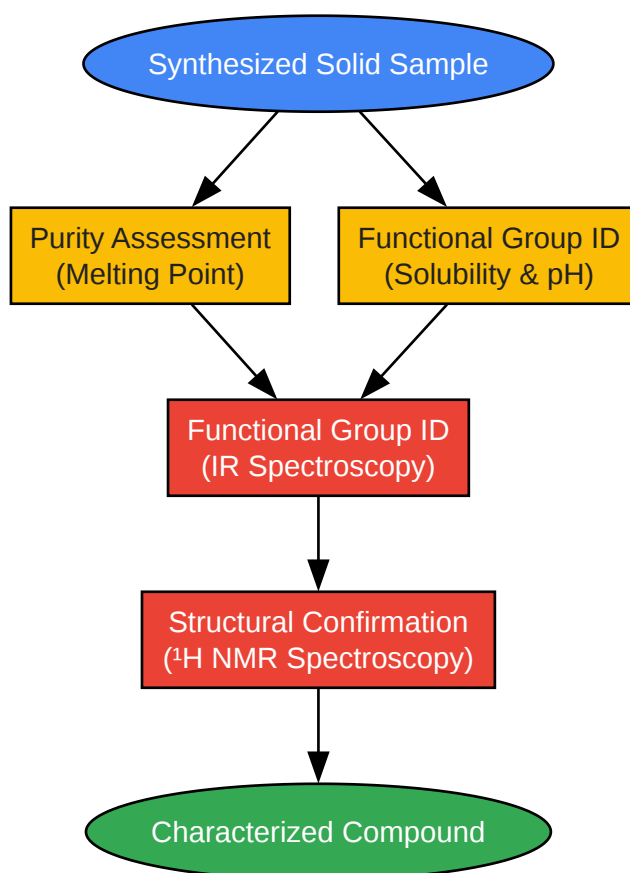 Synthesized Solid Sample
Purity Assessment
(Melting Point)
Functional Group ID
(Solubility & pH)
Functional Group ID
(IR Spectroscopy)
Structural Confirmation
(¹H NMR Spectroscopy)
Characterized Compound